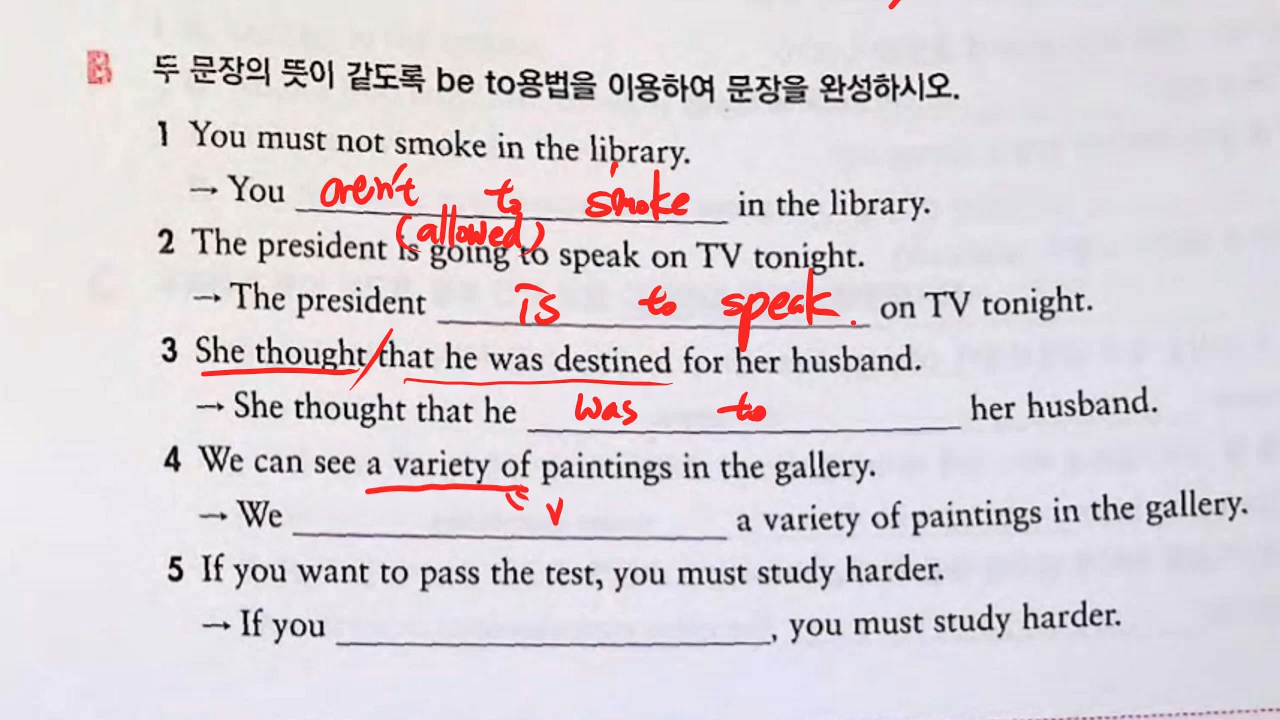 B 두 문장의 뜻이 같도록 be to용법을 이용하여 문장을 완성하시오.
1 You must not smoke in the library.
→ You aren't to smoke in the library.
(allowed)
2 The president is going to speak on TV tonight.
→ The president is to speak. on TV tonight.
3 She thought/that he was destined for her husband.
→ She thought that he was to her husband.
4 We can see a variety of paintings in the gallery.
→ We v a variety of paintings in the gallery.
5 If you want to pass the test, you must study harder.
→ If you , you must study harder.